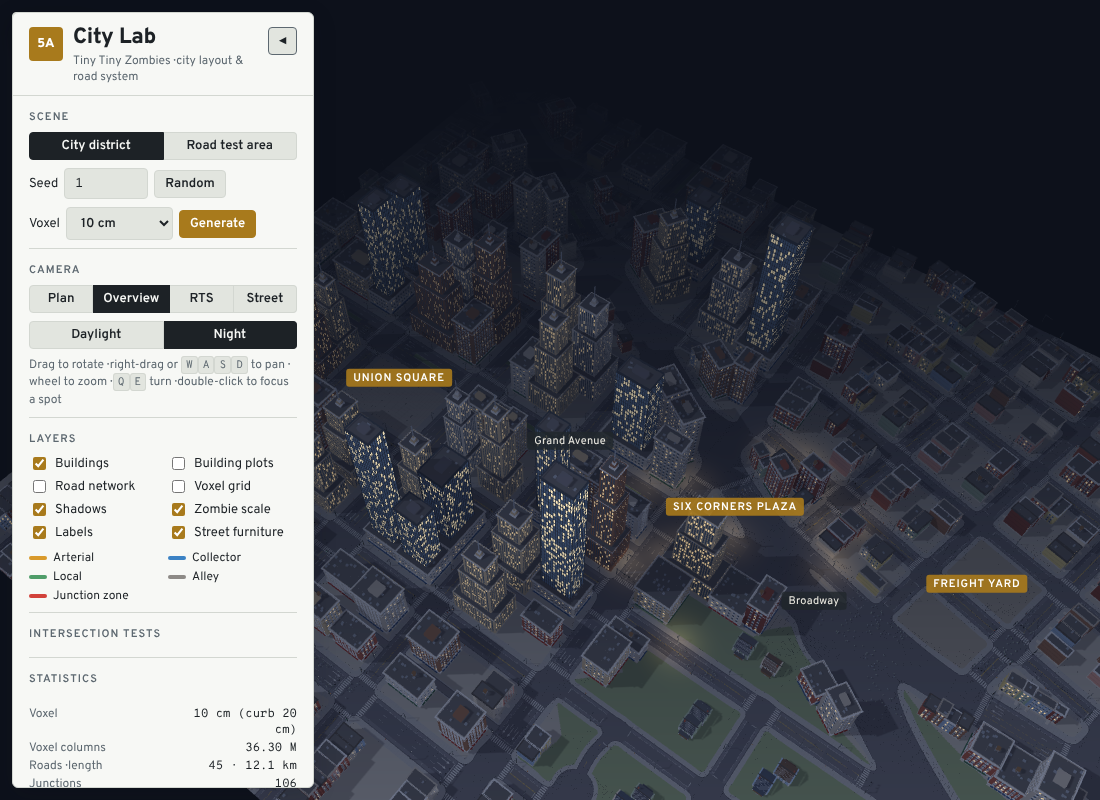 5A
City Lab
◄
Tiny Tiny Zombies · city layout &
road system
SCENE
City district
Road test area
Seed
1
Random
Voxel
10 cm
Generate
CAMERA
Plan
Overview
RTS
Street
Daylight
Night
Drag to rotate · right-drag or W A S D to pan ·
wheel to zoom · Q E turn · double-click to focus
a spot
LAYERS
Buildings
Building plots
Road network
Voxel grid
Shadows
Zombie scale
Labels
Street furniture
Arterial
Collector
Local
Alley
Junction zone
INTERSECTION TESTS
STATISTICS
Voxel
10 cm (curb 20
cm)
Voxel columns
36.30 M
Roads · length
45 · 12.1 km
Junctions
106
UNION SQUARE
Grand Avenue
SIX CORNERS PLAZA
FREIGHT YARD
Broadway